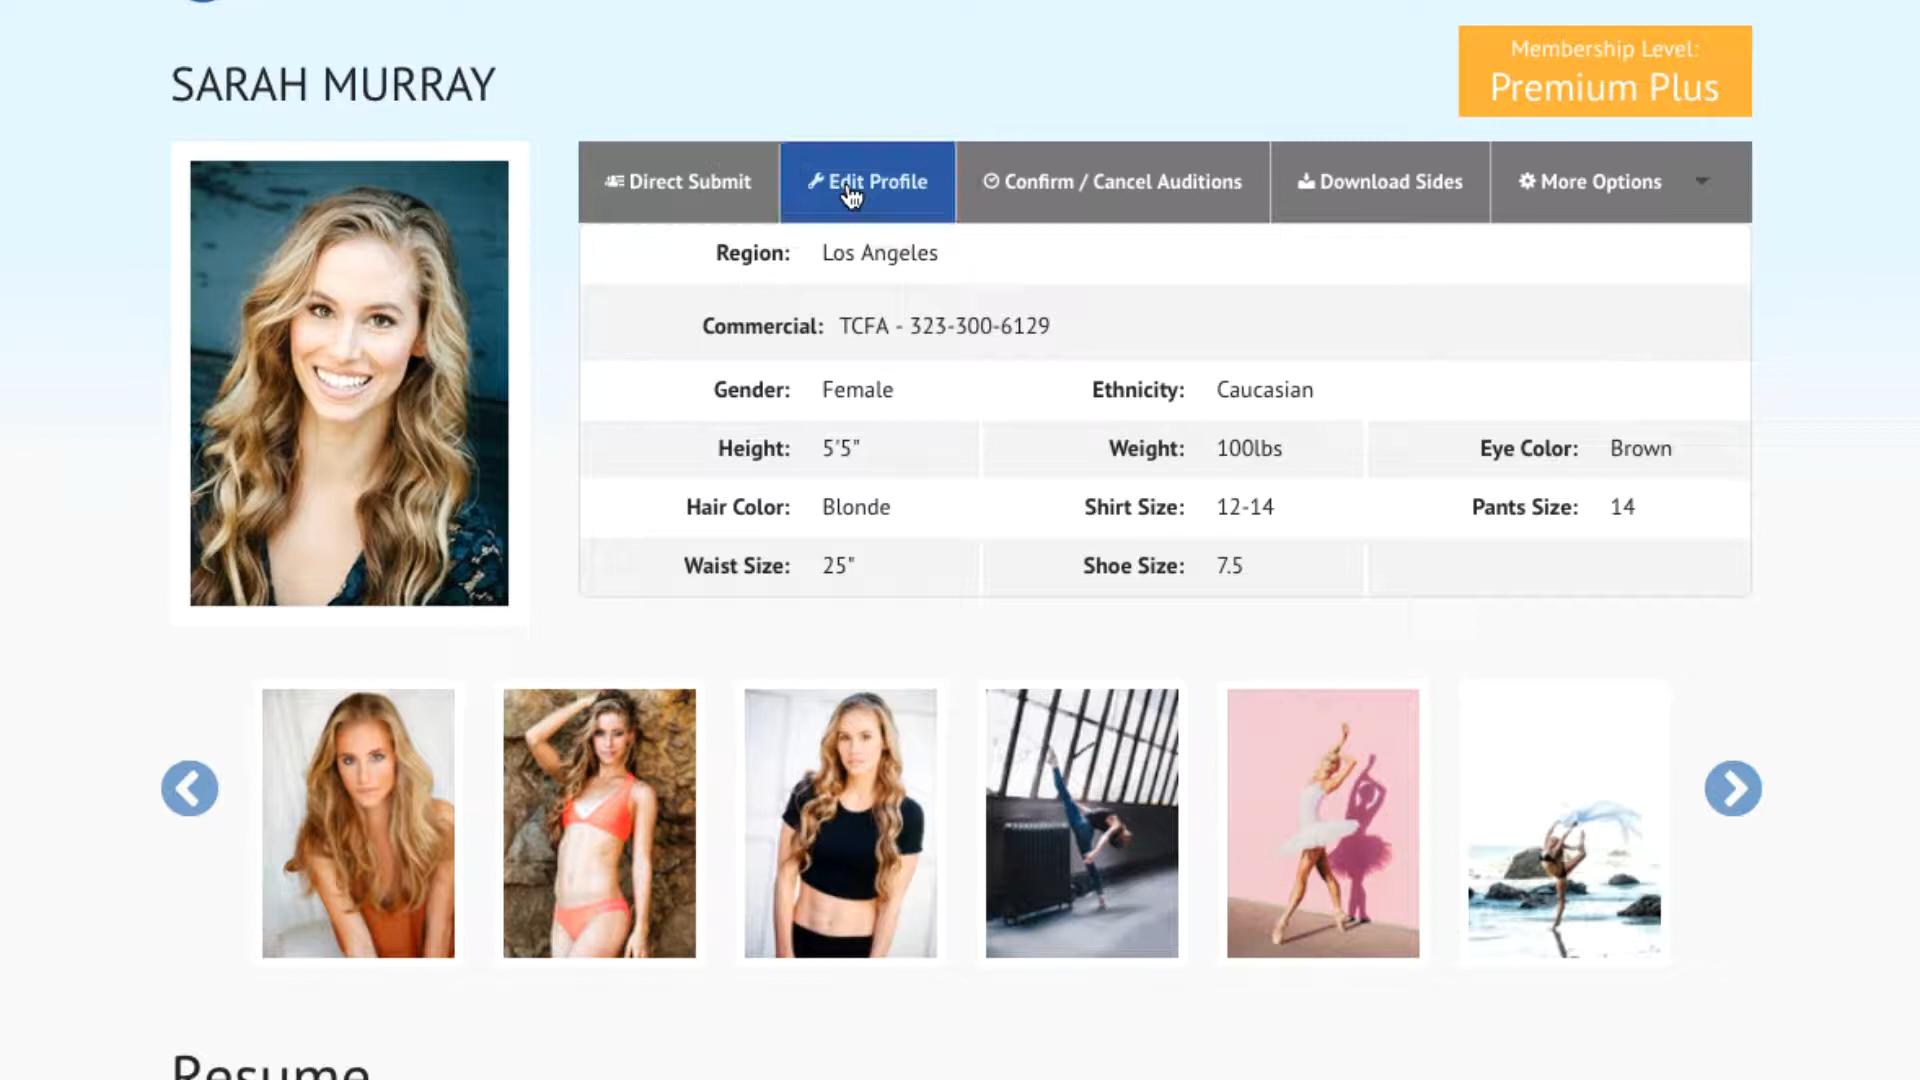 SARAH MURRAY
Membership Level:
Premium Plus
Direct Submit
Edit Profile
Confirm / Cancel Auditions
Download Sides
More Options
Region: Los Angeles
Commercial: TCFA - 323-300-6129
Gender: Female Ethnicity: Caucasian
Height: 5'5" Weight: 100lbs Eye Color: Brown
Hair Color: Blonde Shirt Size: 12-14 Pants Size: 14
Waist Size: 25" Shoe Size: 7.5
Resume